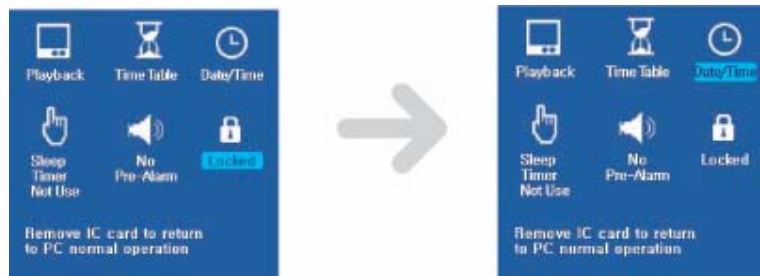 Playback
Time Table
Date/Time
Sleep
Timer
Not Use
No
Pre-Alarm
Locked
Remove IC card to return
to PC normal operation
Playback
Time Table
Date/Time
Sleep
Timer
Not Use
No
Pre-Alarm
Locked
Remove IC card to return
to PC normal operation